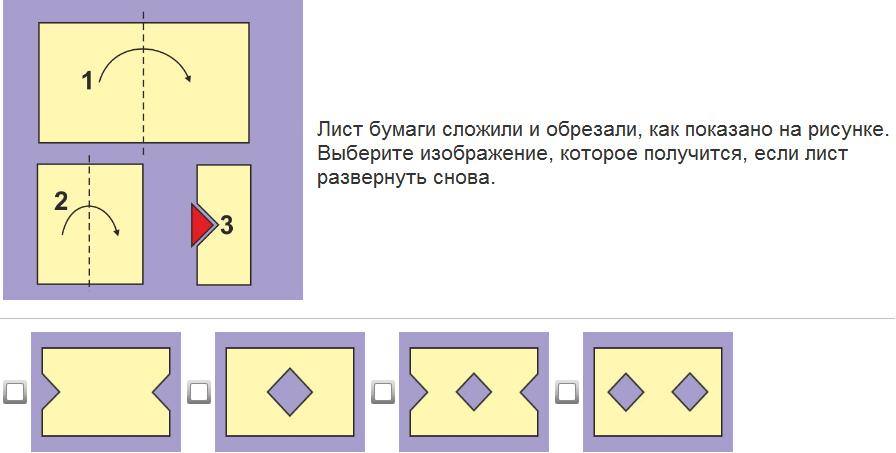 1
Лист бумаги сложили и обрезали, как показано на рисунке.
Выберите изображение, которое получится, если лист
развернуть снова.
2
3